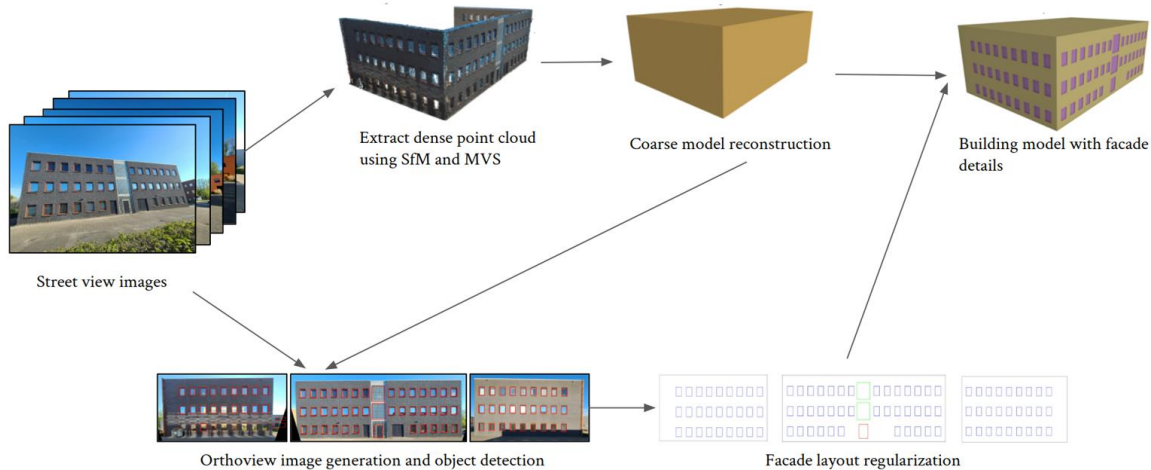 Extract dense point cloud
using SfM and MVS
Coarse model reconstruction
Building model with facade
details
Street view images
Orthoview image generation and object detection
Facade layout regularization